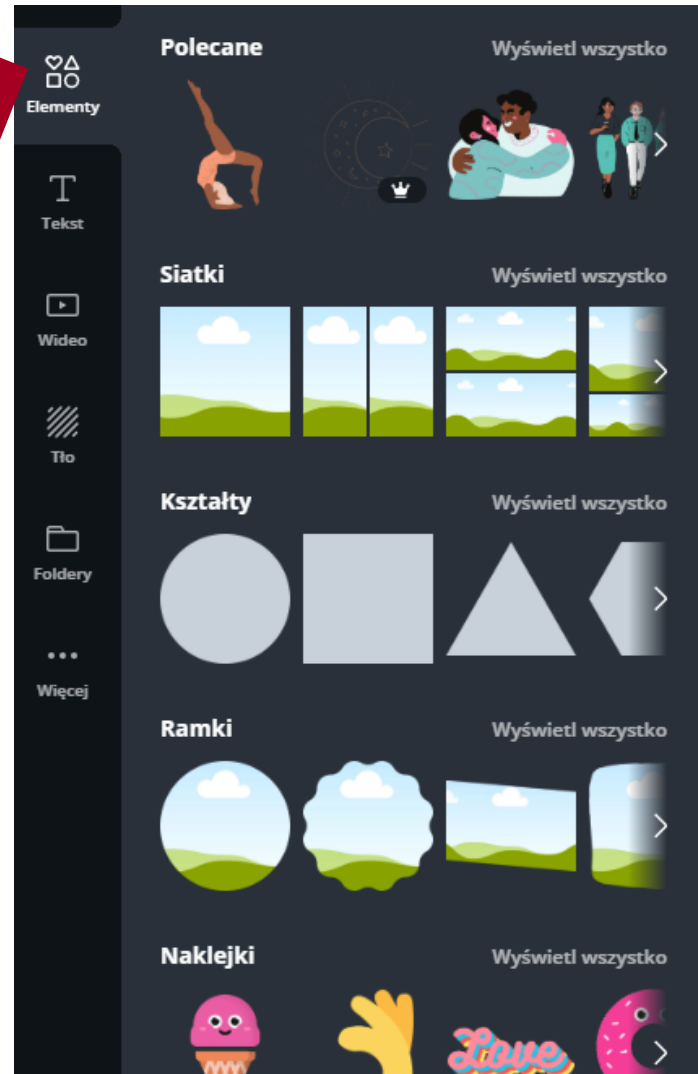 Elementy
Tekst
Wideo
Tło
Foldery
Więcej
Polecane Wyświetl wszystko
Siatki Wyświetl wszystko
Kształty Wyświetl wszystko
Ramki Wyświetl wszystko
Naklejki Wyświetl wszystko
Love